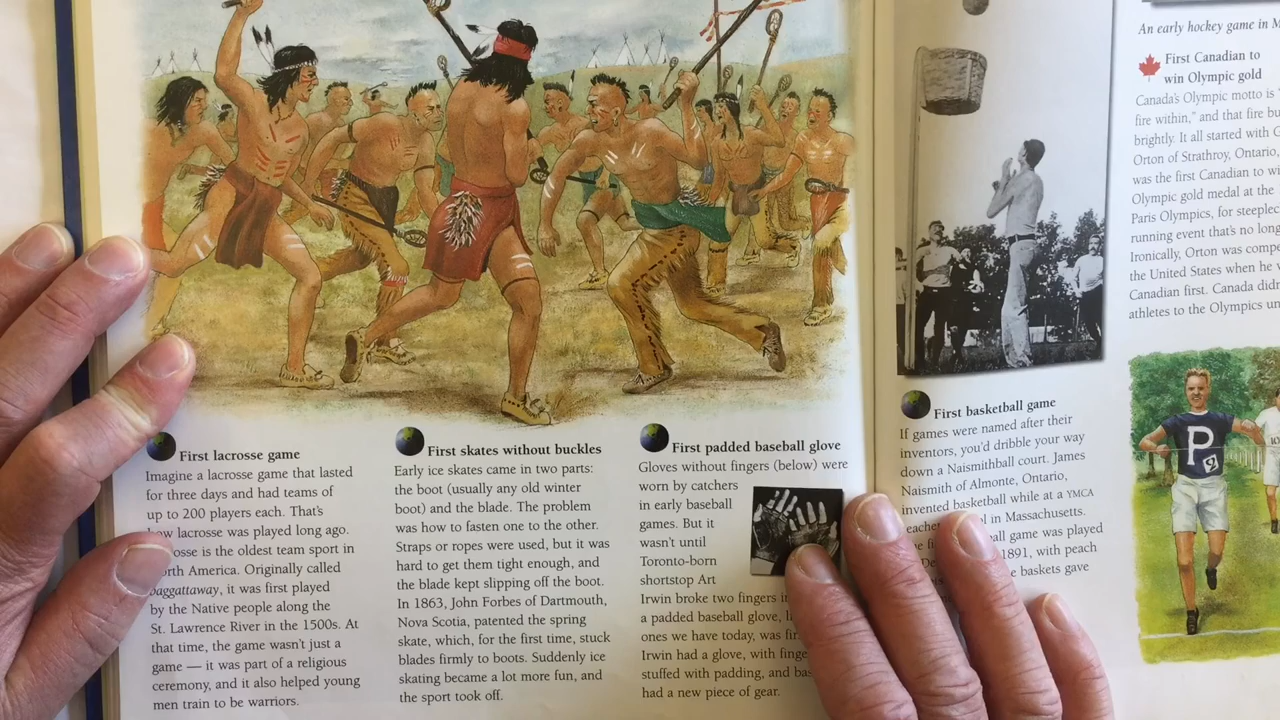 First lacrosse game
Imagine a lacrosse game that lasted
for three days and had teams of
up to 200 players each. That's
lacrosse was played long ago.
is the oldest team sport in
America. Originally called
baggattaway, it was first played
by the Native people along the
St. Lawrence River in the 1500s. At
that time, the game wasn't just a
game — it was part of a religious
ceremony, and it also helped young
men train to be warriors.
First skates without buckles
Early ice skates came in two parts:
the boot (usually any old winter
boot) and the blade. The problem
was how to fasten one to the other.
Straps or ropes were used, but it was
hard to get them tight enough, and
the blade kept slipping off the boot.
In 1863, John Forbes of Dartmouth,
Nova Scotia, patented the spring
skate, which, for the first time, stuck
blades firmly to boots. Suddenly ice
skating became a lot more fun, and
the sport took off.
First padded baseball glove
Gloves without fingers (below) were
worn by catchers
in early baseball
games. But it
wasn't until
Toronto-born
shortstop Art
Irwin broke two fingers
a padded baseball glove,
ones we have today, was
Irwin had a glove, with
stuffed with padding, and
had a new piece of gear.
First basketball game
If games were named after their
inventors, you'd dribble your way
down a Naismithball court. James
Naismith of Almonte, Ontario,
invented basketball while at a YMCA
in Massachusetts.
game was played
1891, with peach
baskets gave
An early hockey game in
First Canadian to
win Olympic gold
Canada's Olympic motto is
fire within," and that fire
brightly. It all started with
Orton of Strathroy, Ontario,
was the first Canadian to
Olympic gold medal at the
Paris Olympics, for
running event that's no
Ironically, Orton was
the United States when he
Canadian first. Canada
athletes to the Olympics
P
2